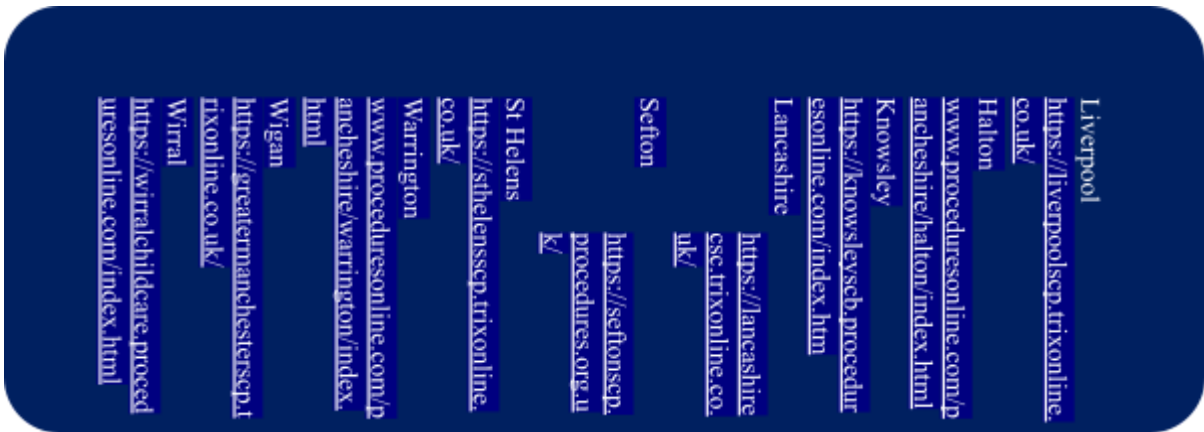 Liverpool
https://liverpoolscp.trixonline.
co.uk/
Halton
www.proceduresonline.com/p
ancheshire/halton/index.html
Knowsley
https://knowsleyscb.procedur
esonline.com/index.htm
Lancashire
https://lancashire
csc.trixonline.co.
uk/
Sefton
https://seftonscp.
procedures.org.u
k/
St Helens
https://sthelensscp.trixonline.
co.uk/
Warrington
www.proceduresonline.com/p
ancheshire/warrington/index.
html
Wigan
https://greatermanchesterscp.t
rixonline.co.uk/
Wirral
https://wirralchildcare.proced
uresonline.com/index.html